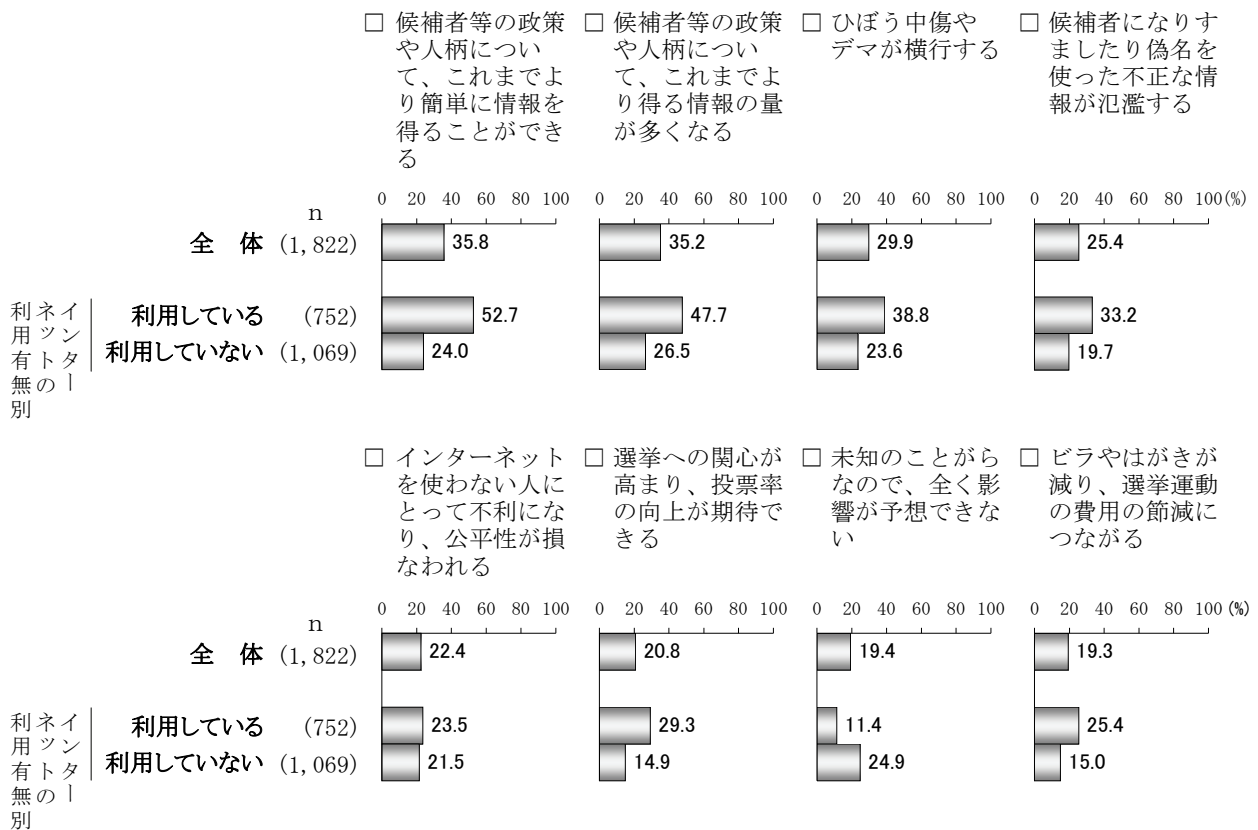 □ 候補者等の政策
や人柄につい
て、これまでよ
り簡単に情報を
得ることができ
る
□ 候補者等の政策
や人柄につい
て、これまでよ
り得る情報の量
が多くなる
□ ひぼう中傷や
デマが横行する
□ 候補者になりす
ましたり偽名を
使った不正な情
報が氾濫する
0 20 40 60 80 100
0 20 40 60 80 100
0 20 40 60 80 100
0 20 40 60 80 100(%)
n
全 体 (1,822) 35.8 35.2 29.9 25.4
インターネットの利用有無別
利用している (752) 52.7 47.7 38.8 33.2
利用していない (1,069) 24.0 26.5 23.6 19.7
□ インターネット
を使わない人に
とって不利にな
り、公平性が損
なわれる
□ 選挙への関心が
高まり、投票率
の向上が期待で
きる
□ 未知のことがら
なので、全く影
響が予想できな
い
□ ビラやはがきが
減り、選挙運動
の費用の節減に
つながる
0 20 40 60 80 100
0 20 40 60 80 100
0 20 40 60 80 100
0 20 40 60 80 100 (%)
n
全 体 (1,822) 22.4 20.8 19.4 19.3
インターネットの利用有無別
利用している (752) 23.5 29.3 11.4 25.4
利用していない (1,069) 21.5 14.9 24.9 15.0